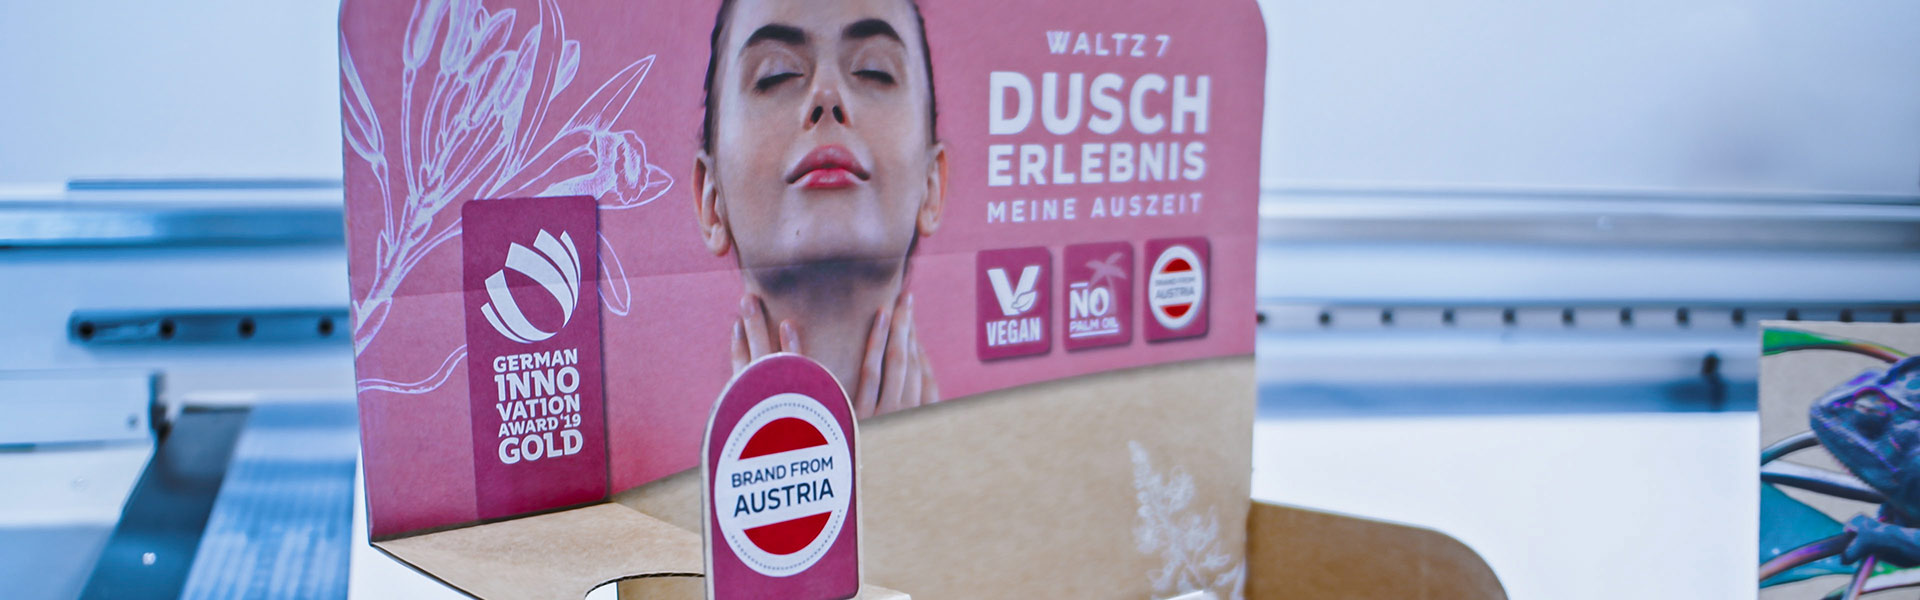 WALTZ 7
DUSCH
ERLEBNIS
MEINE AUSZEIT
VEGAN
NO
PALM OIL
BRAND FROM
AUSTRIA
GERMAN
INNO
VATION
AWARD '19
GOLD
BRAND FROM
AUSTRIA